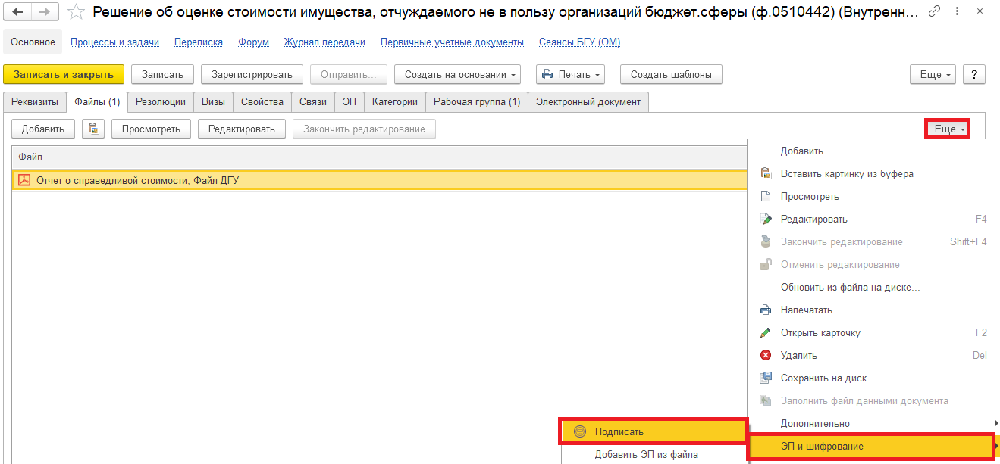 Решение об оценке стоимости имущества, отчуждаемого не в пользу организаций бюджет.сферы (ф.0510442) (Внутренн...
Основное Процессы и задачи Переписка Форум Журнал передачи Первичные учетные документы Сеансы БГУ (ОМ)
Записать и закрыть Записать Зарегистрировать Отправить... Создать на основании Печать Создать шаблоны Еще ?
Реквизиты Файлы (1) Резолюции Визы Свойства Связи ЭП Категории Рабочая группа (1) Электронный документ
Добавить Просмотреть Редактировать Закончить редактирование Еще
Файл
Отчет о справедливой стоимости, Файл ДГУ
Добавить
Вставить картинку из буфера
Просмотреть
Редактировать F4
Закончить редактирование Shift+F4
Отменить редактирование
Обновить из файла на диске...
Напечатать
Открыть карточку F2
Удалить Del
Сохранить на диск...
Заполнить файл данными документа
Дополнительно
Подписать ЭП и шифрование
Добавить ЭП из файла